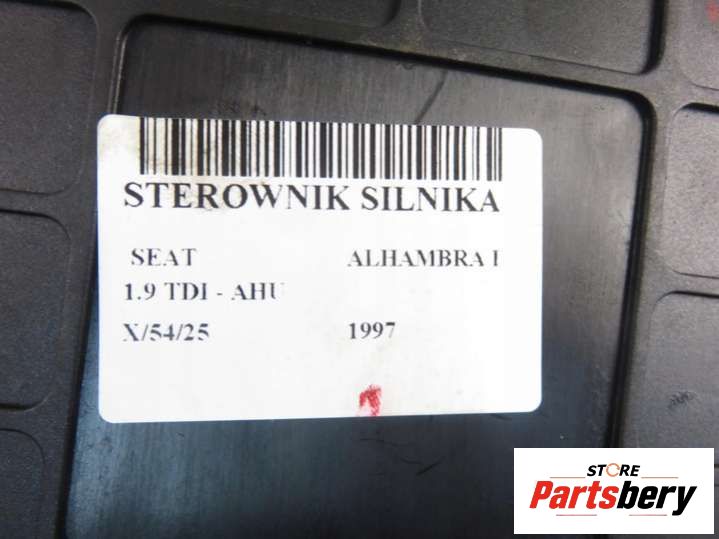 STEROWNIK SILNIKA
SEAT ALHAMBRA I
1.9 TDI - AHU
X/54/25 1997
STORE
Partsbery